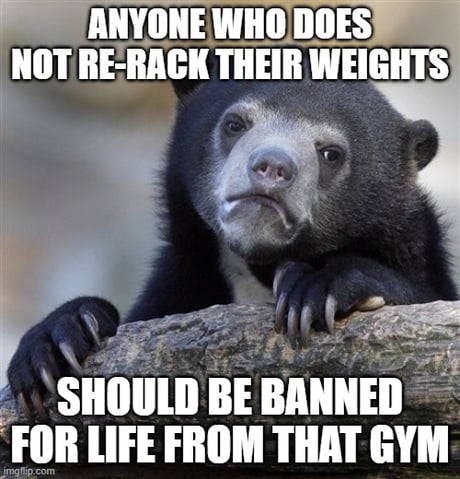 ANYONE WHO DOES
NOT RE-RACK THEIR WEIGHTS
SHOULD BE BANNED
FOR LIFE FROM THAT GYM
imgflip.com